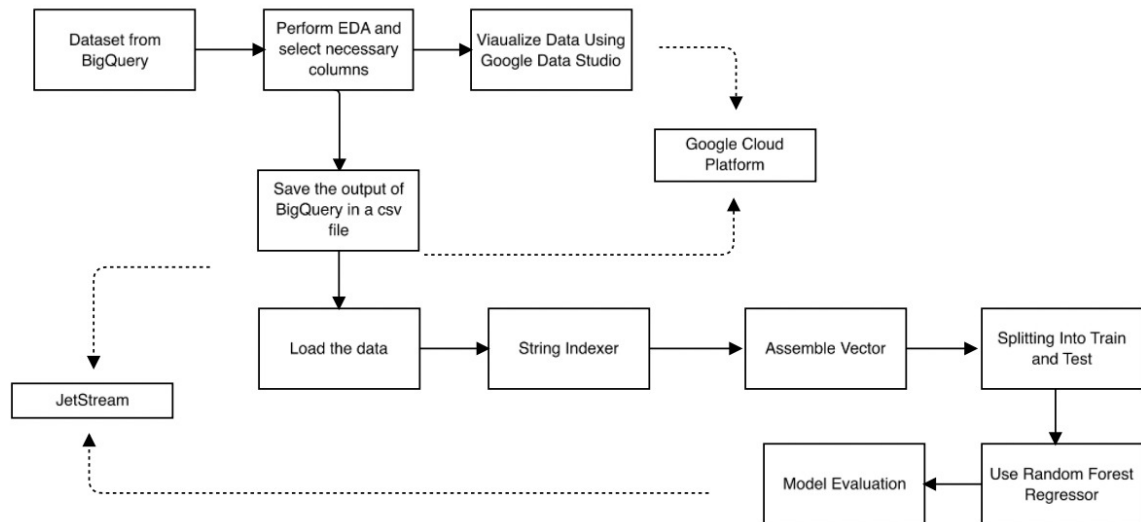 Dataset from
BigQuery
Perform EDA and
select necessary
columns
Viaualize Data Using
Google Data Studio
Google Cloud
Platform
Save the output of
BigQuery in a csv
file
Load the data
String Indexer
Assemble Vector
Splitting Into Train
and Test
JetStream
Model Evaluation
Use Random Forest
Regressor